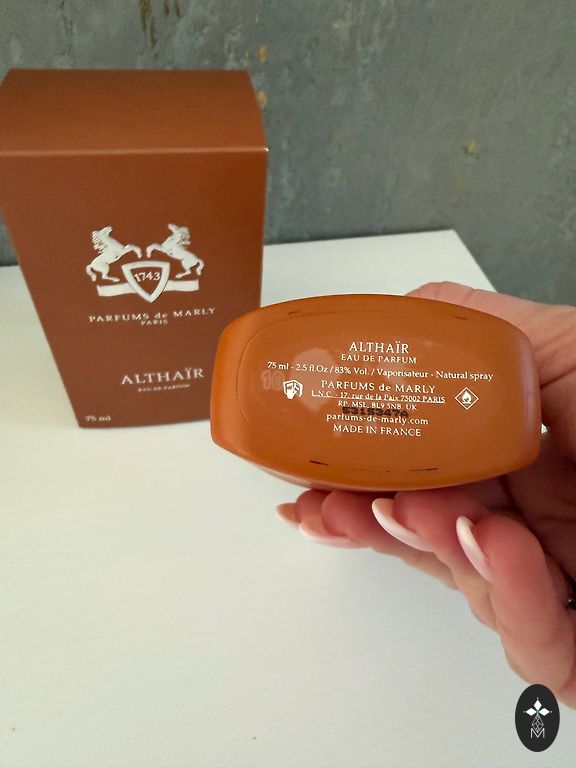 1743
PARFUMS de MARLY
PARIS
ALTHAÏR
EAU DE PARFUM
75 ml
ALTHAÏR
EAU DE PARFUM
75 ml - 2.5 fl.Oz / 83% Vol. / Vaporisateur - Natural spray
PARFUMS de MARLY
L.N.C. - 17, rue de la Paix 75002 PARIS
RP. MSL, BL9 5NB, UK
parfums-de-marly.com
MADE IN FRANCE
M